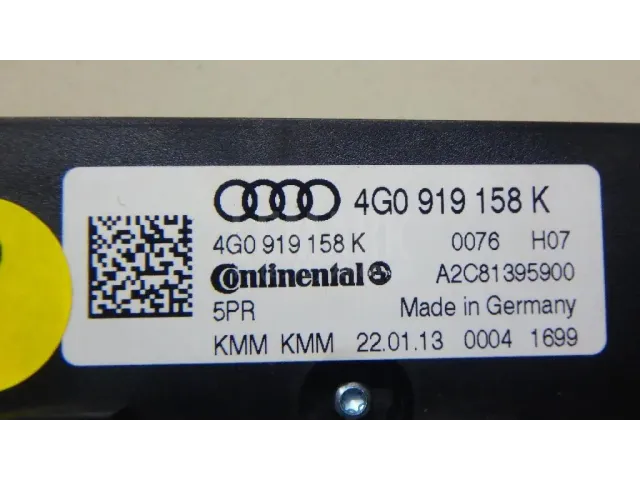 4G0 919 158 K
4G0 919 158 K 0076 H07
Continental A2C81395900
5PR Made in Germany
KMM KMM 22.01.13 0004 1699